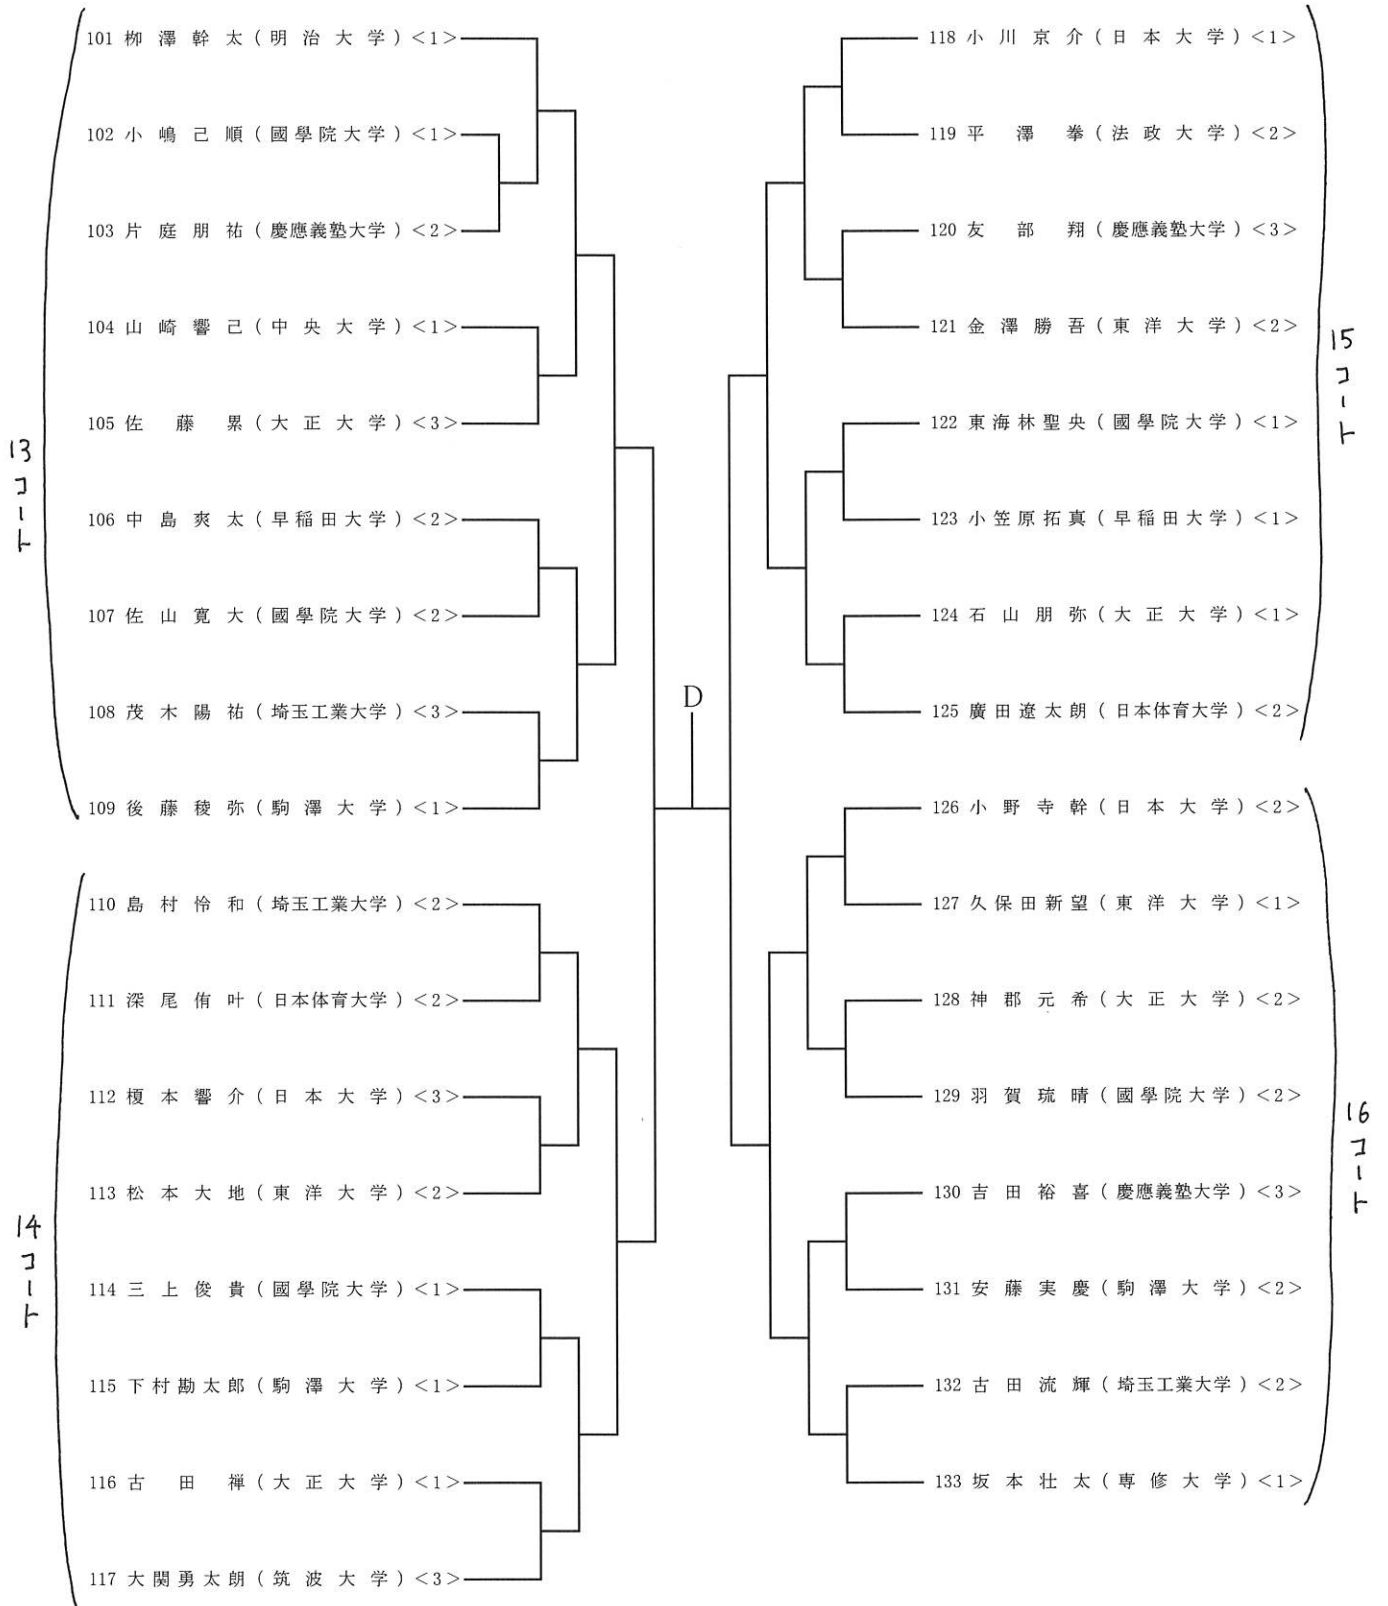 13コート
101 栁澤幹太(明治大学)<1>
102 小嶋己順(國學院大学)<1>
103 片庭朋祐(慶應義塾大学)<2>
104 山崎響己(中央大学)<1>
105 佐藤累(大正大学)<3>
106 中島爽太(早稲田大学)<2>
107 佐山寛大(國學院大学)<2>
108 茂木陽祐(埼玉工業大学)<3>
109 後藤稜弥(駒澤大学)<1>
14コート
110 島村怜和(埼玉工業大学)<2>
111 深尾侑叶(日本体育大学)<2>
112 榎本響介(日本大学)<3>
113 松本大地(東洋大学)<2>
114 三上俊貴(國學院大学)<1>
115 下村勘太郎(駒澤大学)<1>
116 古田禅(大正大学)<1>
117 大関勇太朗(筑波大学)<3>
D
15コート
118 小川京介(日本大学)<1>
119 平澤拳(法政大学)<2>
120 友部翔(慶應義塾大学)<3>
121 金澤勝吾(東洋大学)<2>
122 東海林聖央(國學院大学)<1>
123 小笠原拓真(早稲田大学)<1>
124 石山朋弥(大正大学)<1>
125 廣田遼太朗(日本体育大学)<2>
16コート
126 小野寺幹(日本大学)<2>
127 久保田新望(東洋大学)<1>
128 神郡元希(大正大学)<2>
129 羽賀琉晴(國學院大学)<2>
130 吉田裕喜(慶應義塾大学)<3>
131 安藤実慶(駒澤大学)<2>
132 古田流輝(埼玉工業大学)<2>
133 坂本壮太(専修大学)<1>